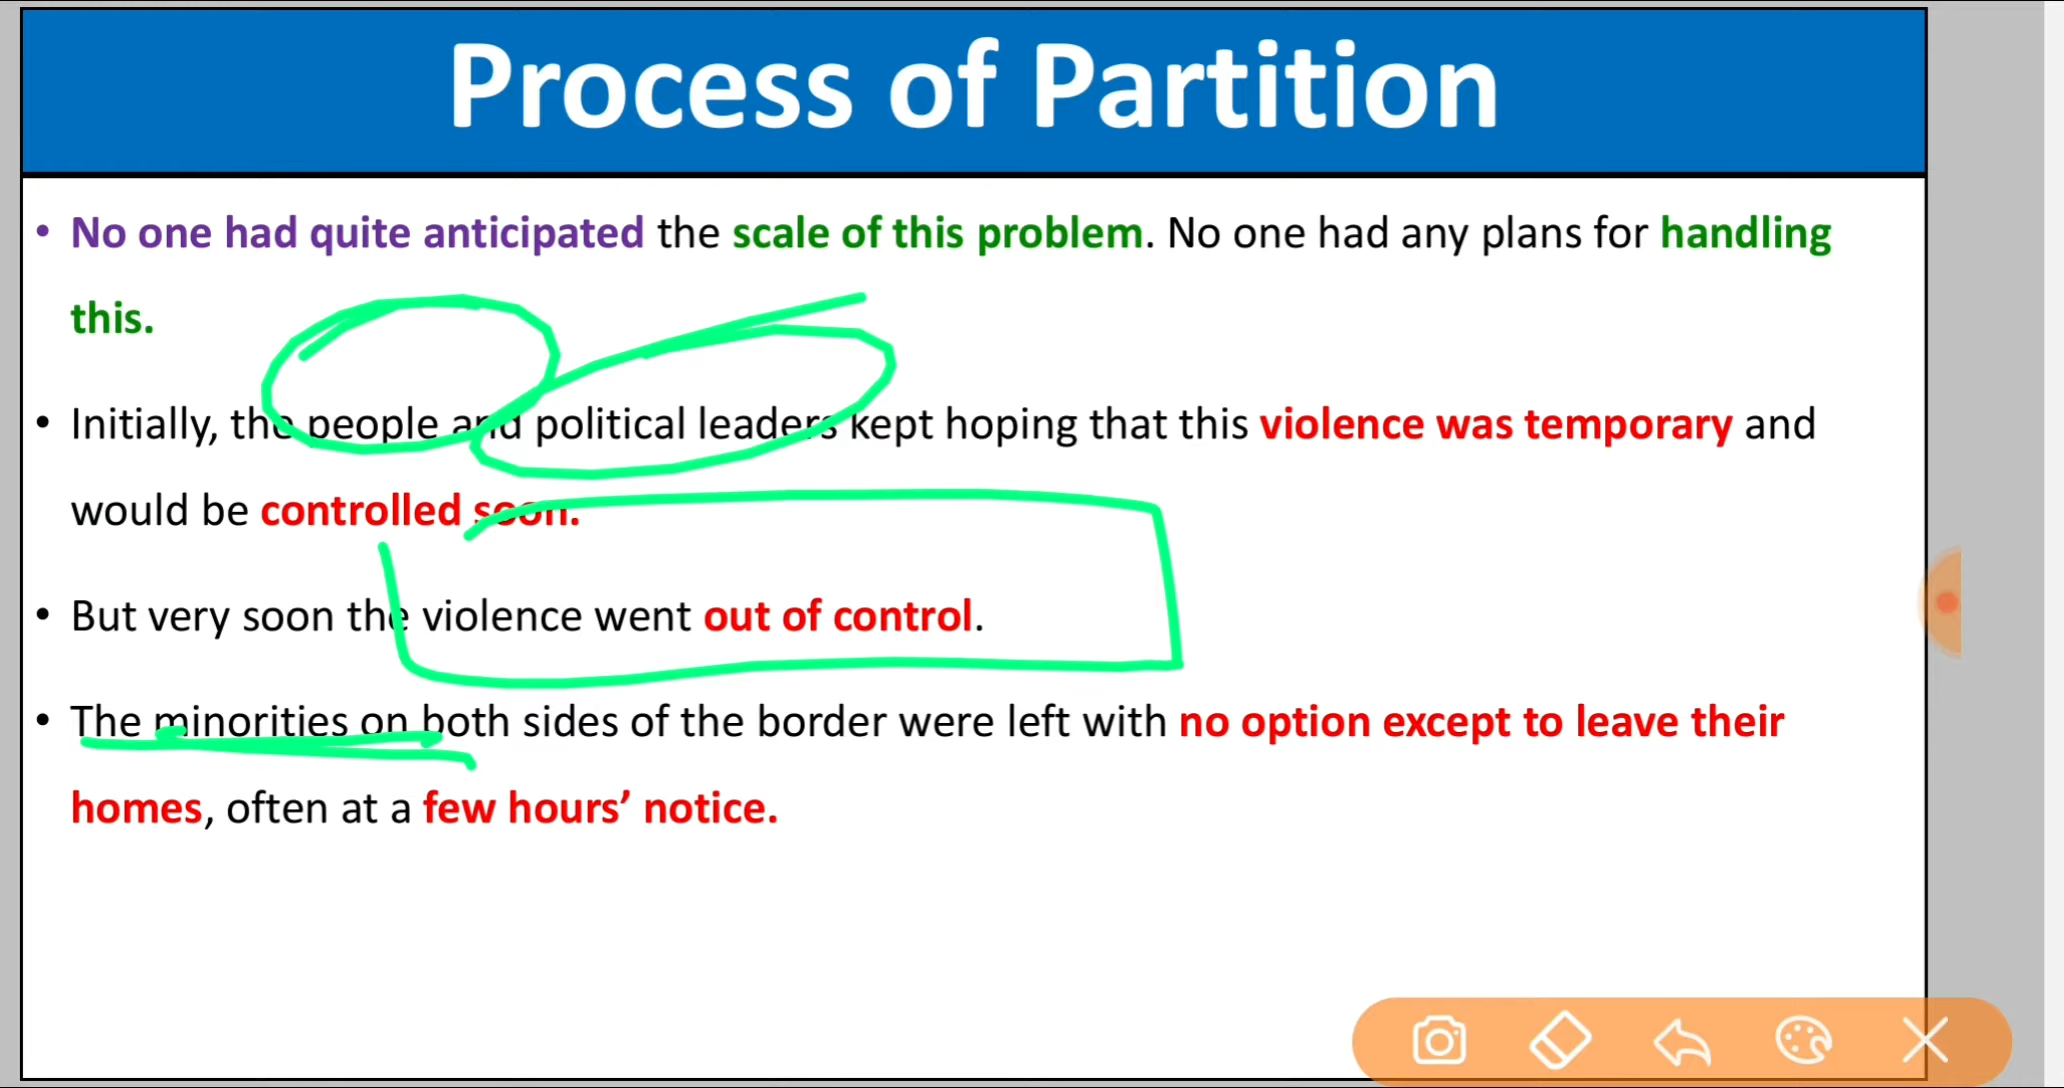 Process of Partition
• No one had quite anticipated the scale of this problem. No one had any plans for handling
this.
• Initially, the people and political leaders kept hoping that this violence was temporary and
would be controlled soon.
• But very soon the violence went out of control.
• The minorities on both sides of the border were left with no option except to leave their
homes, often at a few hours’ notice.